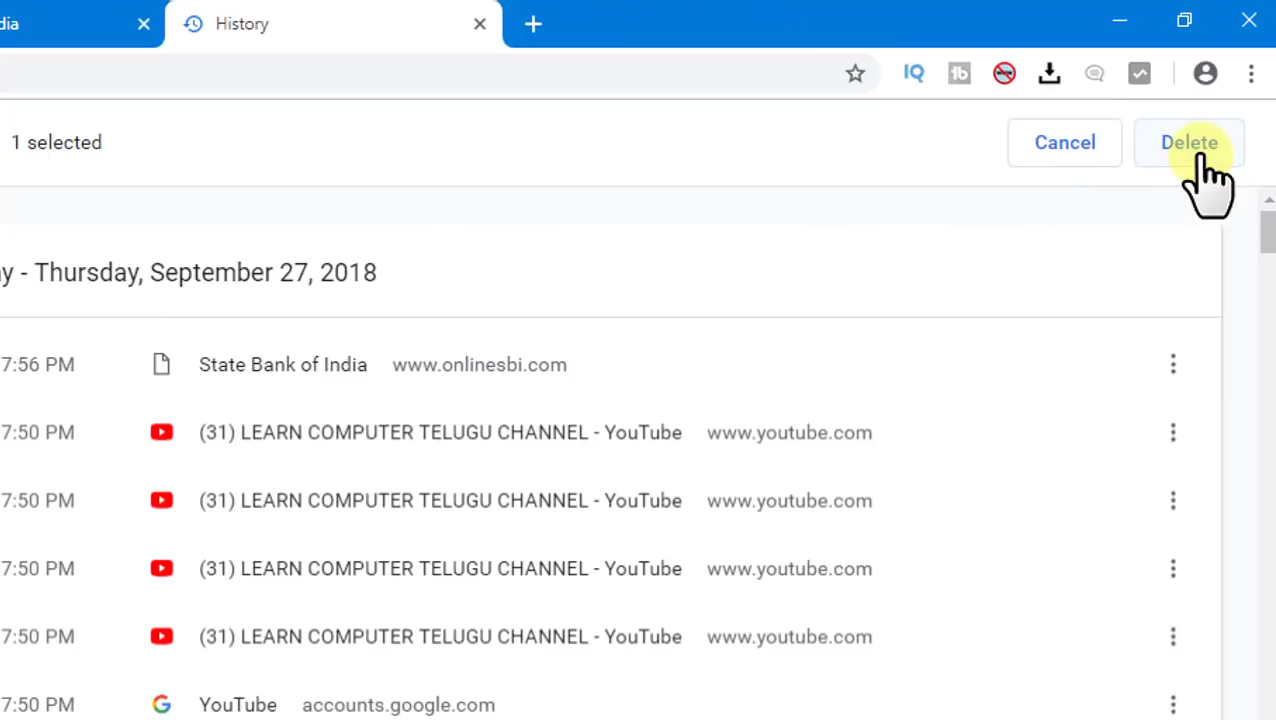 dia
History
1 selected
Cancel
Delete
y - Thursday, September 27, 2018
7:56 PM State Bank of India www.onlinesbi.com
7:50 PM (31) LEARN COMPUTER TELUGU CHANNEL - YouTube www.youtube.com
7:50 PM (31) LEARN COMPUTER TELUGU CHANNEL - YouTube www.youtube.com
7:50 PM (31) LEARN COMPUTER TELUGU CHANNEL - YouTube www.youtube.com
7:50 PM (31) LEARN COMPUTER TELUGU CHANNEL - YouTube www.youtube.com
7:50 PM YouTube accounts.google.com